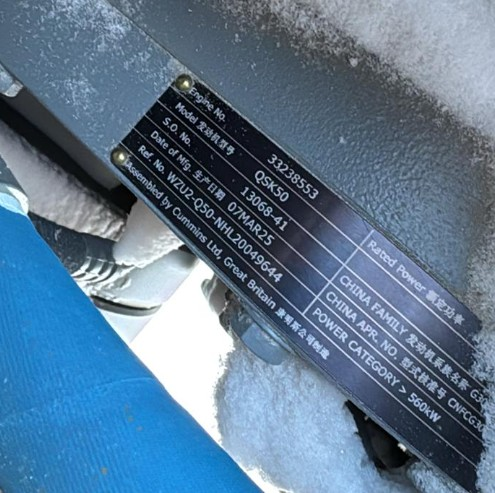 Engine No. 33238553
Model 发动机型号 QSK50
S.O. No. 13068-41
Date of Mfg. 生产日期 07MAR25
Ref. No. WZU2-Q50-NHL20049644
Assembled by Cummins Ltd, Great Britain 康明斯公司制造
Rated Power 额定功率
CHINA FAMILY 发动机系族名称 G30
CHINA APR. NO. 型式核准号 CNFCG30
POWER CATEGORY > 560kW